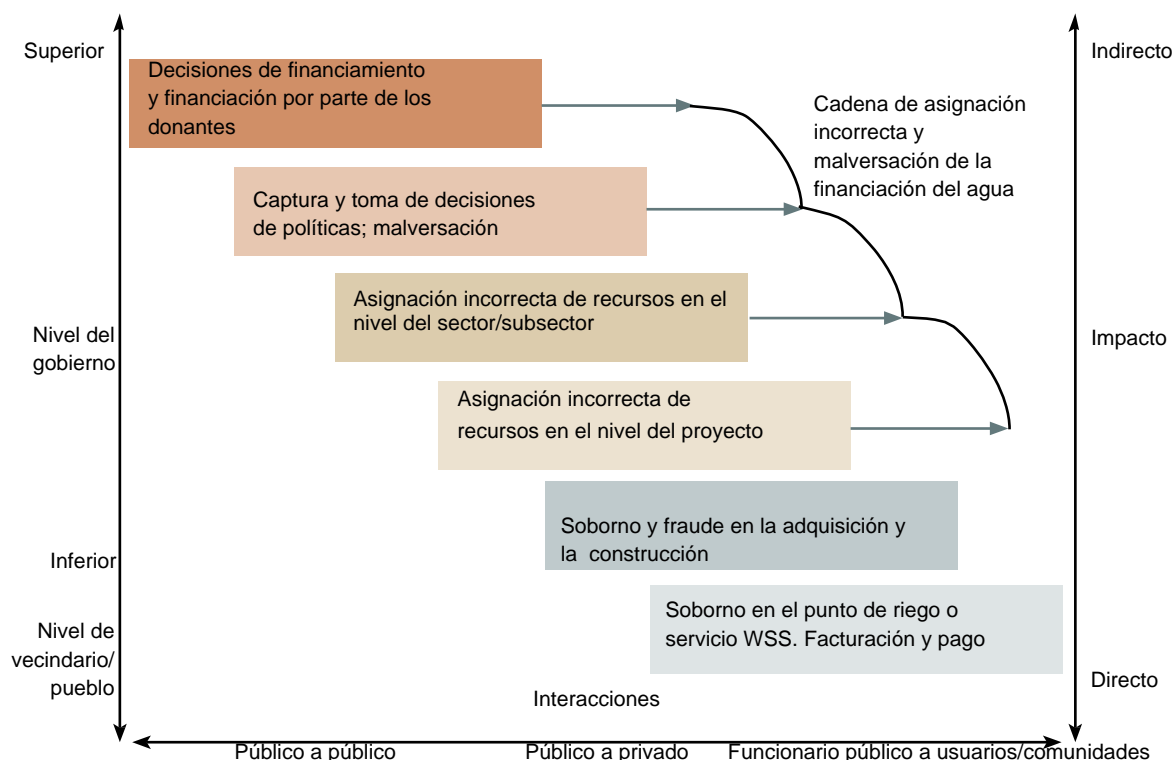 Superior
Indirecto
Decisiones de financiamiento
y financiación por parte de los
donantes
Cadena de asignación
incorrecta y
malversación de la
financiación del agua
Captura y toma de decisiones
de políticas; malversación
Asignación incorrecta de recursos en el
nivel del sector/subsector
Nivel del
gobierno
Impacto
Asignación incorrecta de
recursos en el nivel del proyecto
Soborno y fraude en la adquisición y
la construcción
Inferior
Soborno en el punto de riego o
servicio WSS. Facturación y pago
Nivel de
vecindario/
pueblo
Directo
Interacciones
Público a público
Público a privado
Funcionario público a usuarios/comunidades